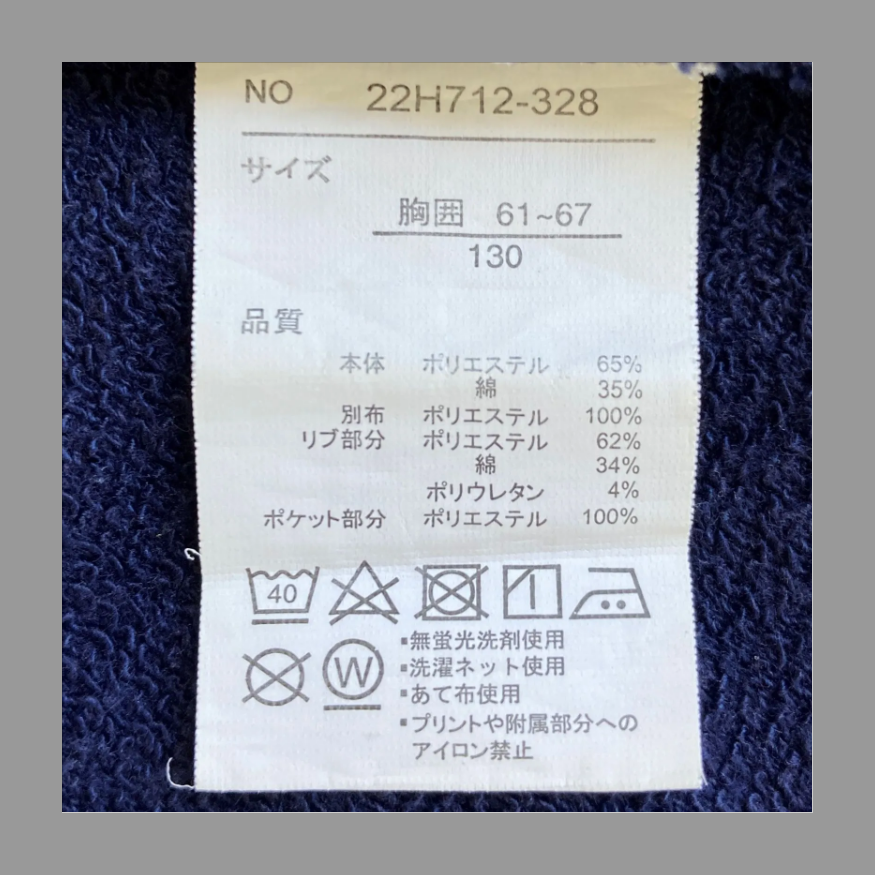 NO 22H712-328
サイズ
胸囲 61~67
130
品質
本体 ポリエステル 65%
綿 35%
別布 ポリエステル 100%
リブ部分 ポリエステル 62%
綿 34%
ポリウレタン 4%
ポケット部分 ポリエステル 100%
40
W
▪無蛍光洗剤使用
▪洗濯ネット使用
▪あて布使用
▪プリントや附属部分への
アイロン禁止